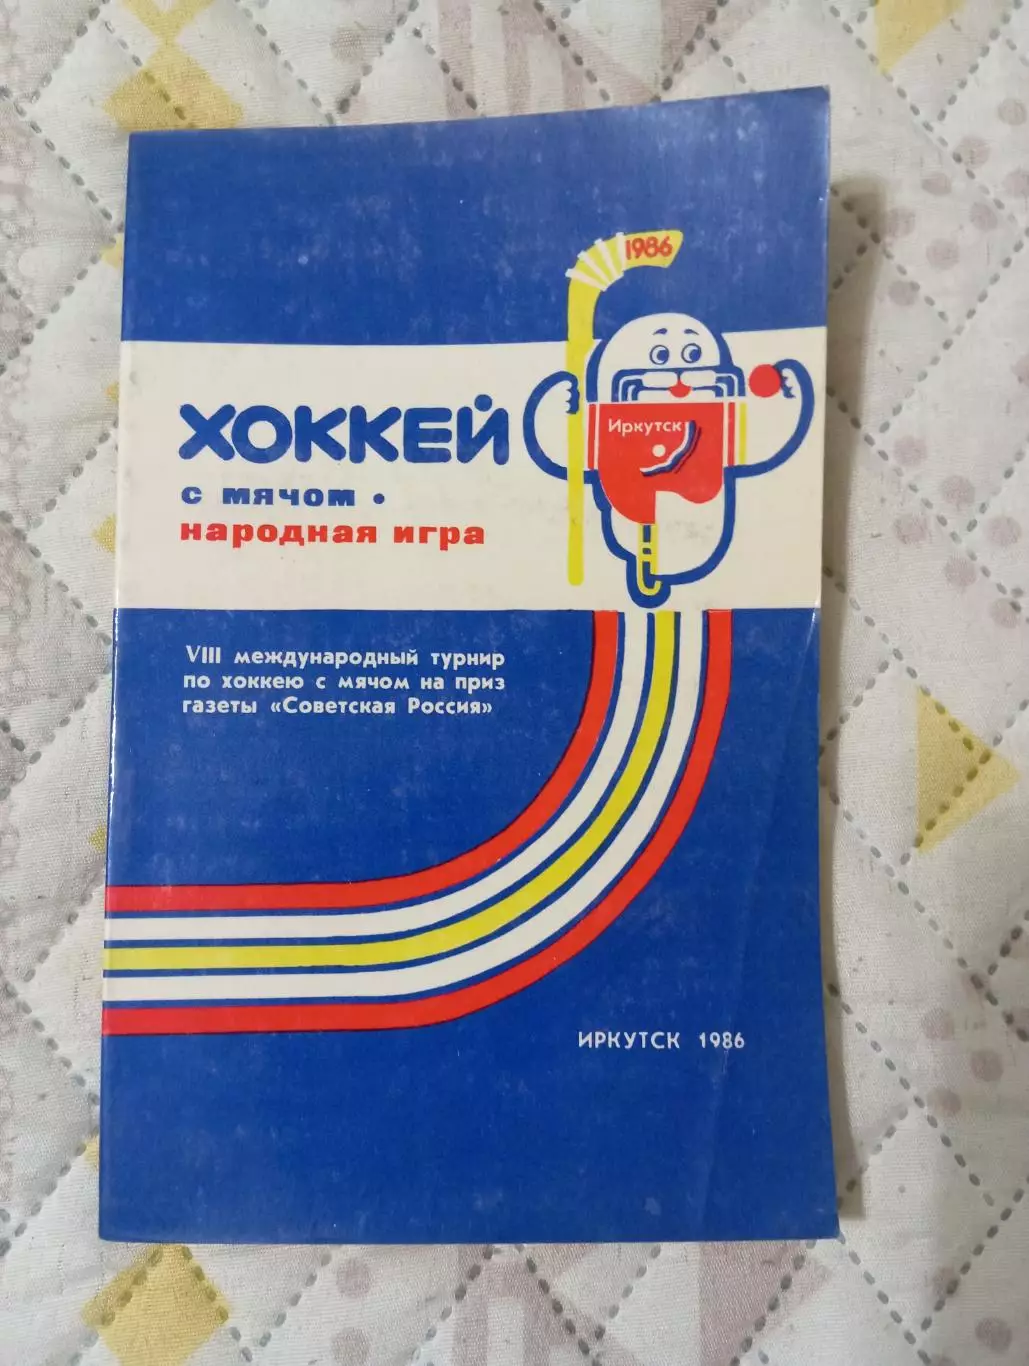 1986
Иркутск
ХОККЕЙ
с мячом •
народная игра
VIII международный турнир
по хоккею с мячом на приз
газеты «Советская Россия»
ИРКУТСК 1986